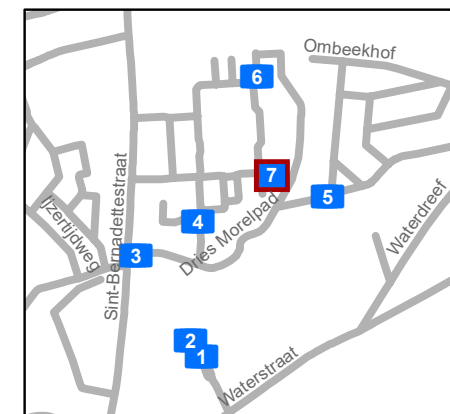 Ombeekhof
6
7
5
Dries Morelpad
4
Waterdreef
Ijzertijdweg
Sint-Bernadettestraat
3
2
1
Waterstraat